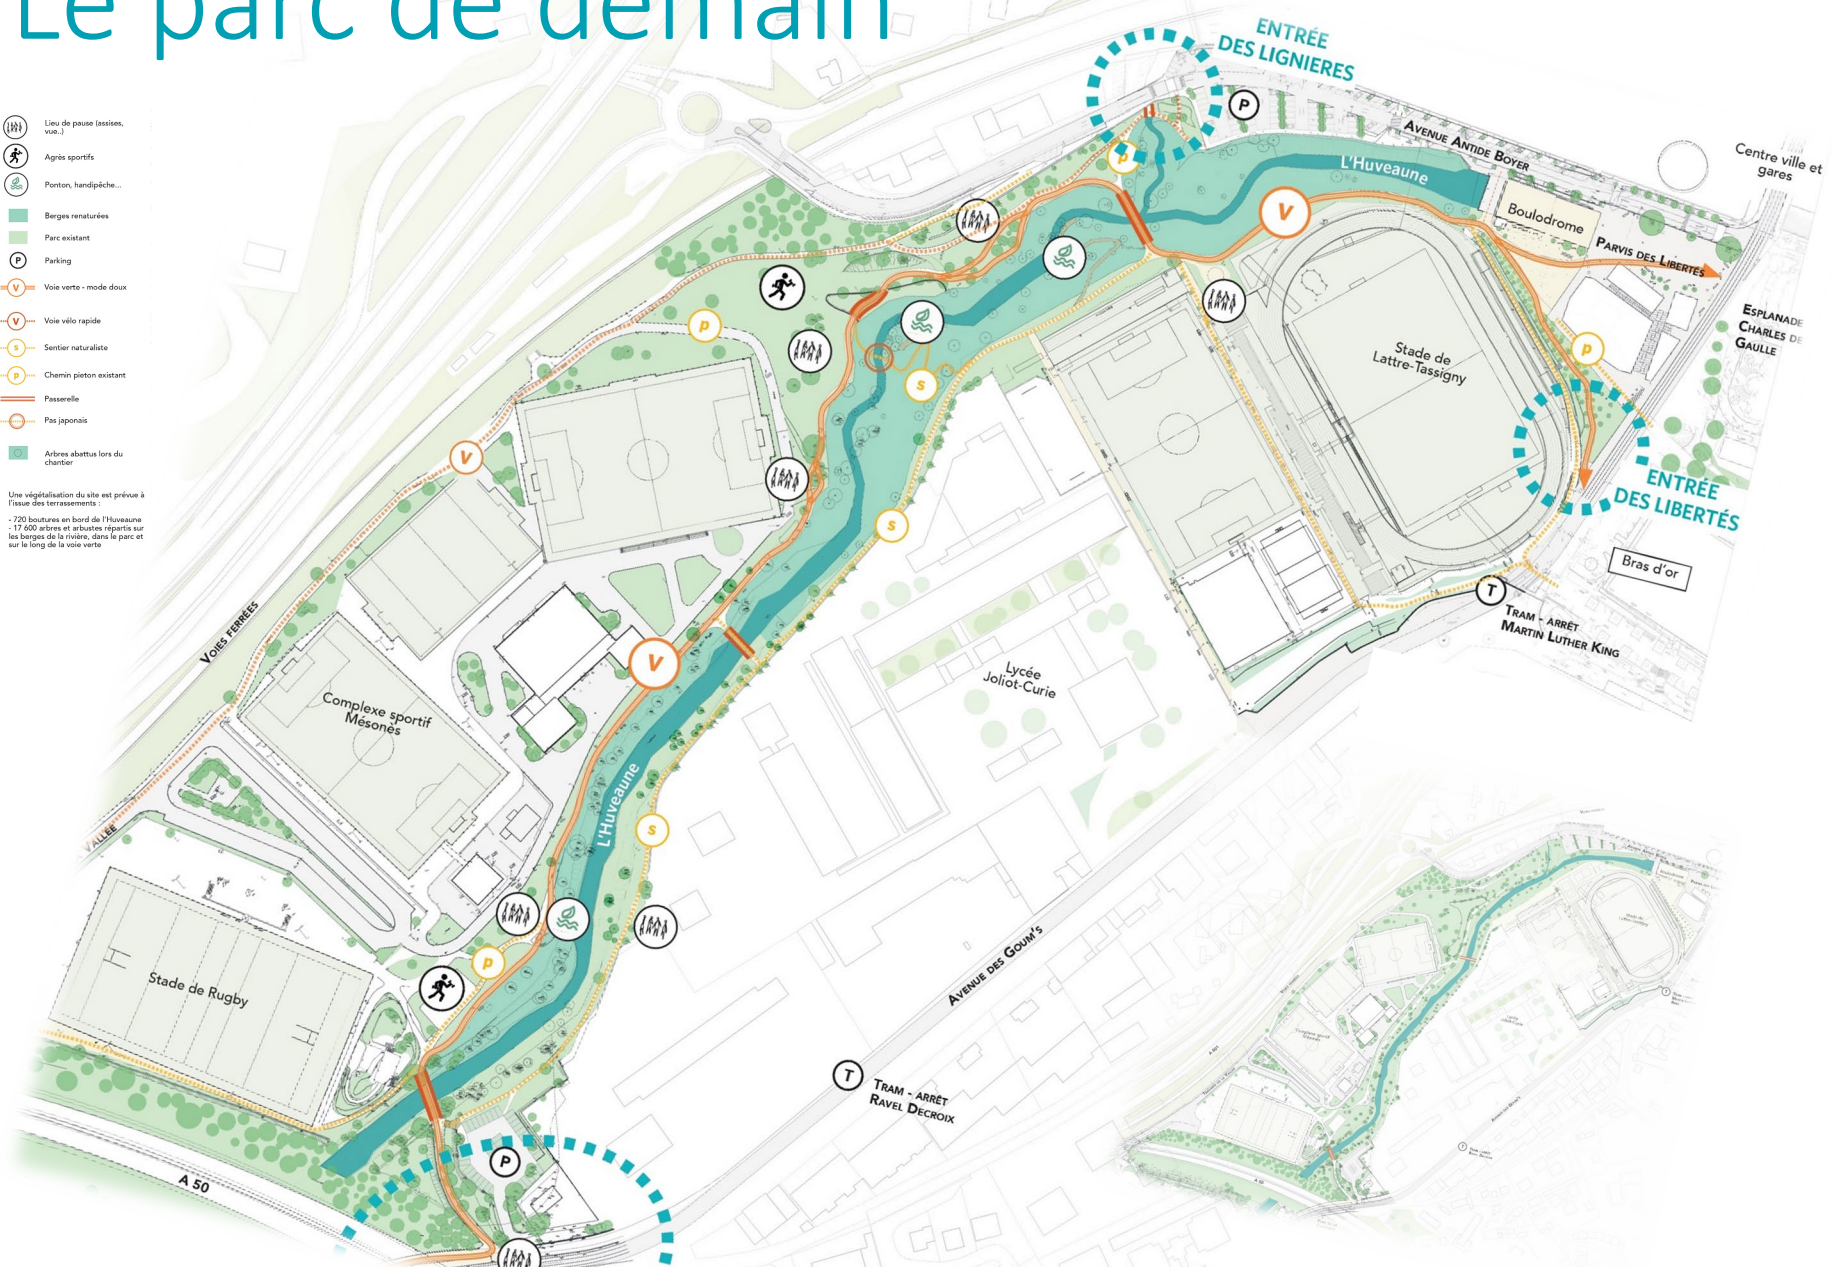 Le parc de demain
Lieu de pause (assises,
vue..)
Agrès sportifs
Ponton, handipêche...
Berges renaturées
Parc existant
P
Parking
V
Voie verte - mode doux
V
Voie vélo rapide
s
Sentier naturaliste
p
Chemin pieton existant
Passerelle
Pas japonais
Arbres abattus lors du
chantier
Une végétalisation du site est prévue à
l'issue des terrassements :
- 720 boutures en bord de l'Huveaune
- 17 600 arbres et arbustes répartis sur
les berges de la rivière, dans le parc et
sur le long de la voie verte
ENTRÉE
DES LIGNIERES
P
AVENUE ANTIDE BOYER
Centre ville et
gares
p
L'Huveaune
V
Boulodrome
PARVIS DES LIBERTÉS
ESPLANADE
CHARLES DE
GAULLE
p
p
Stade de
Lattre-Tassigny
s
V
ENTRÉE
DES LIBERTÉS
s
Bras d'or
T
TRAM - ARRÊT
MARTIN LUTHER KING
VOIES FERRÉES
V
Lycée
Joliot-Curie
Complexe sportif
Mésonès
L'Huveaune
s
VALLÉE
p
Stade de Rugby
AVENUE DES GOUM'S
T
TRAM - ARRÊT
RAVEL DECROIX
P
A 50